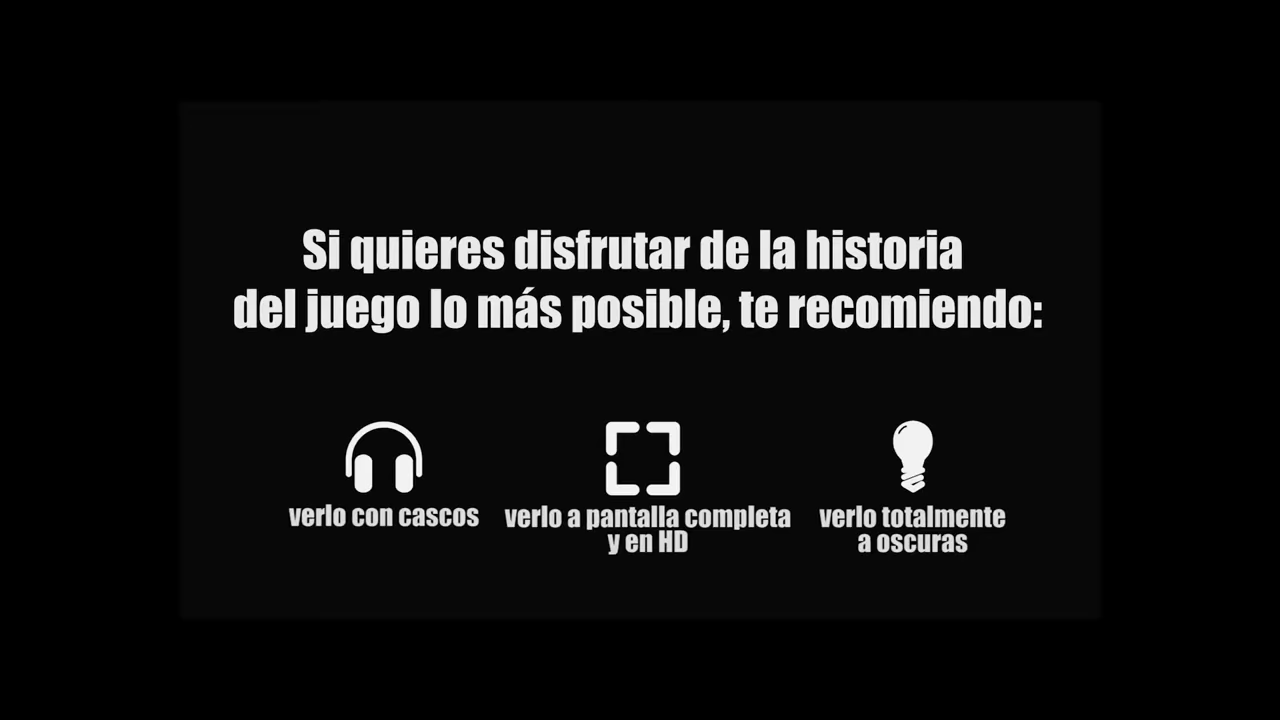 Si quieres disfrutar de la historia
del juego lo más posible, te recomiendo:
verlo con cascos
verlo a pantalla completa
y en HD
verlo totalmente
a oscuras